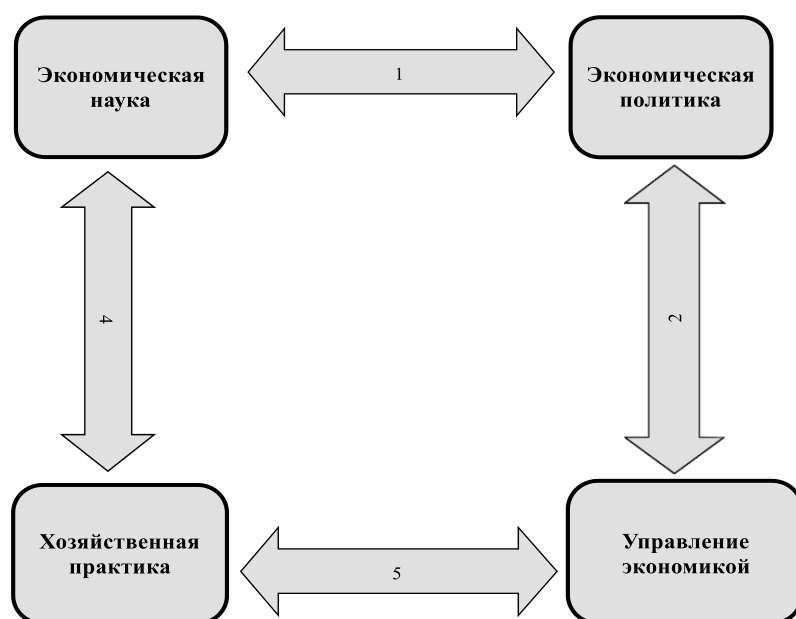 Экономическая
наука
1
Экономическая
политика
4
2
Хозяйственная
практика
5
Управление
экономикой